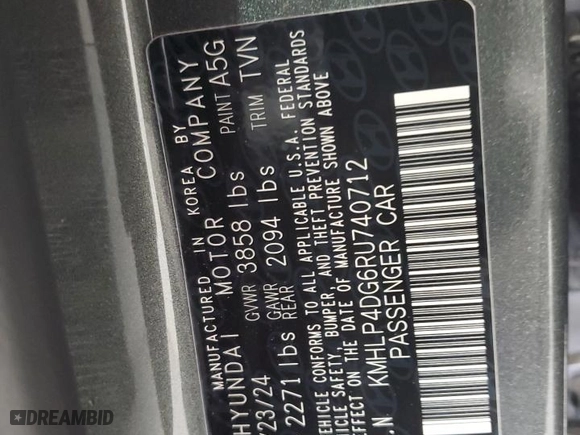 MANUFACTURED IN KOREA BY
HYUNDAI MOTOR COMPANY
/23/24 GVWR 3858 lbs PAINT A5G
2271 lbs GAWR REAR 2094 lbs TRIM TVN
VEHICLE CONFORMS TO ALL APPLICABLE U.S.A. FEDERAL
VEHICLE SAFETY, BUMPER, AND THEFT PREVENTION STANDARDS
EFFECT ON THE DATE OF MANUFACTURE SHOWN ABOVE
KMHLP4DG6RU740712
PASSENGER CAR
DREAMBID